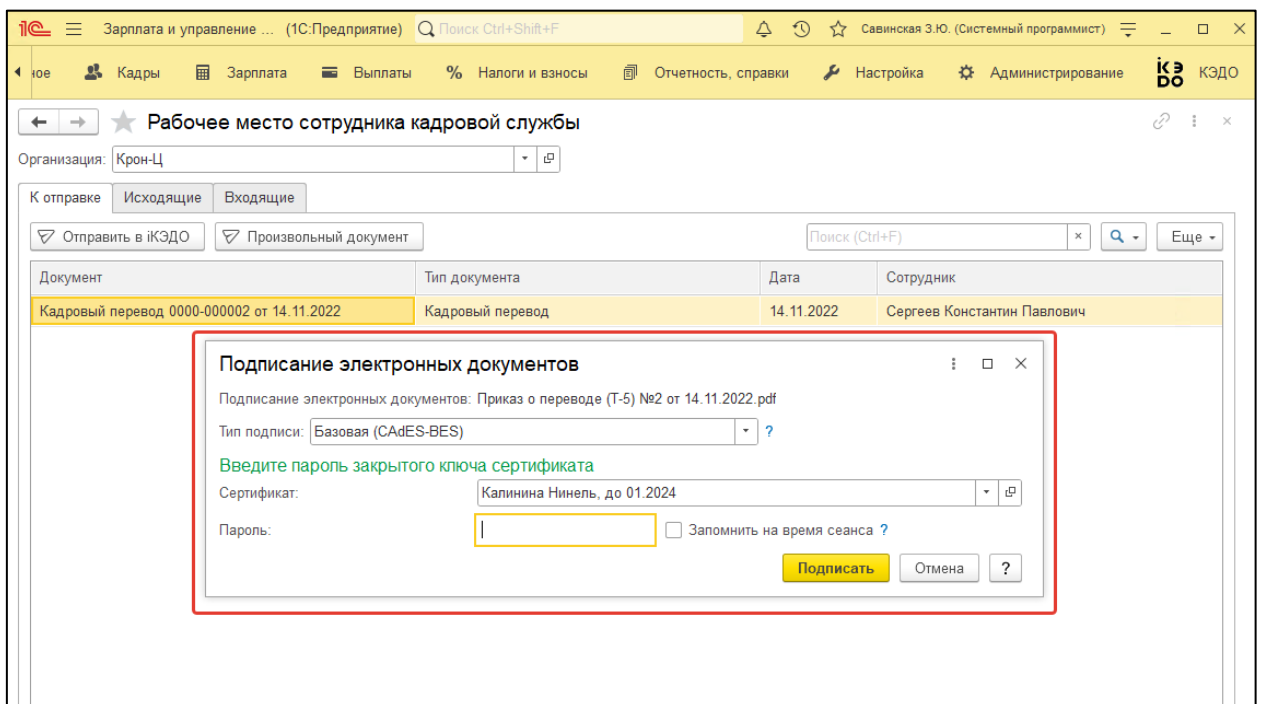 1С Зарплата и управление ... (1С:Предприятие) Поиск Ctrl+Shift+F Савинская З.Ю. (Системный программист)
ное Кадры Зарплата Выплаты % Налоги и взносы Отчетность, справки Настройка Администрирование iKЭDO КЭДО
Рабочее место сотрудника кадровой службы
Организация: Крон-Ц
К отправке Исходящие Входящие
Отправить в iКЭДО Произвольный документ Поиск (Ctrl+F) × Еще
Документ Тип документа Дата Сотрудник
Кадровый перевод 0000-000002 от 14.11.2022 Кадровый перевод 14.11.2022 Сергеев Константин Павлович
Подписание электронных документов
Подписание электронных документов: Приказ о переводе (Т-5) №2 от 14.11.2022.pdf
Тип подписи: Базовая (CAdES-BES) ?
Введите пароль закрытого ключа сертификата
Сертификат: Калинина Нинель, до 01.2024
Пароль: Запомнить на время сеанса ?
Подписать Отмена ?